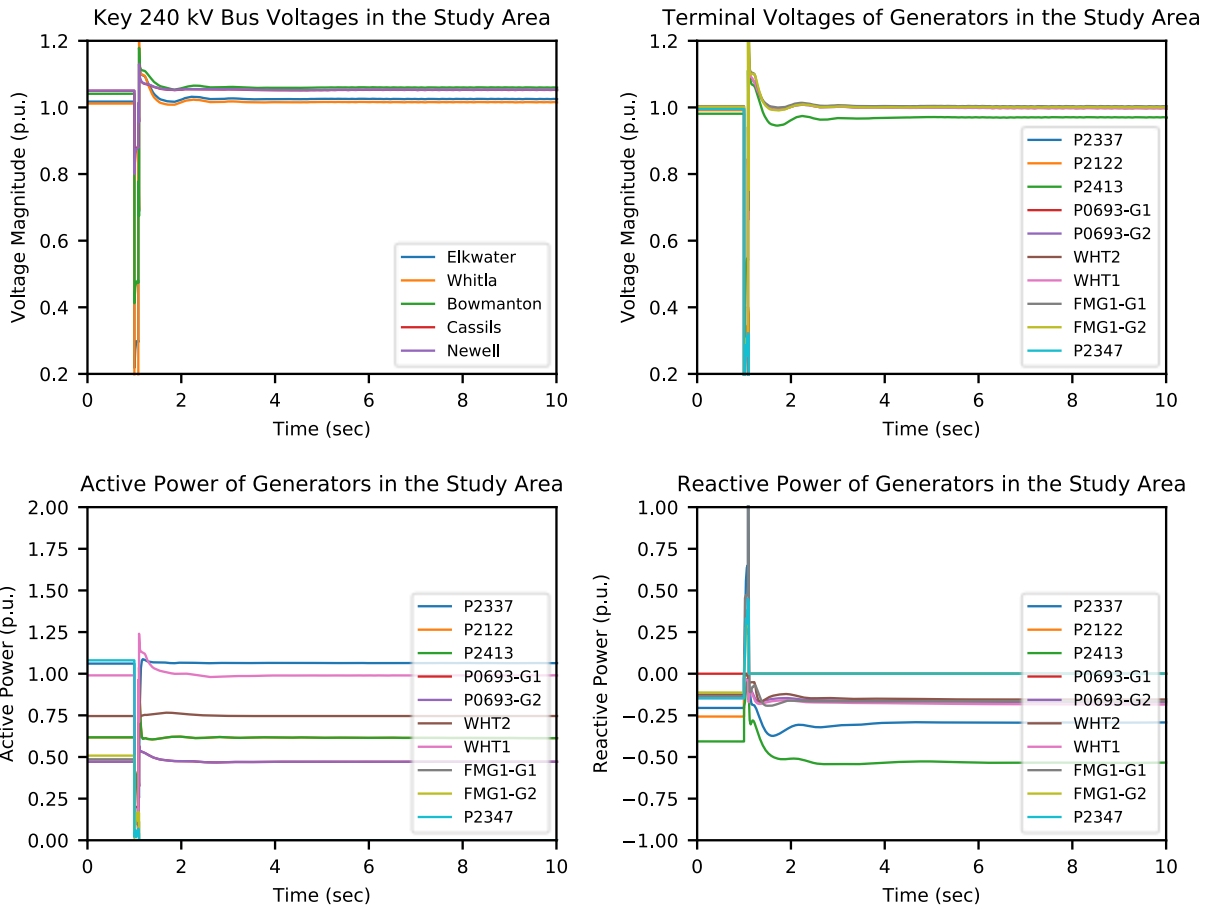 Key 240 kV Bus Voltages in the Study Area
Voltage Magnitude (p.u.)
1.2
1.0
0.8
0.6
0.4
0.2
0
2
4
6
8
10
Time (sec)
Elkwater
Whitla
Bowmanton
Cassils
Newell
Terminal Voltages of Generators in the Study Area
Voltage Magnitude (p.u.)
1.2
1.0
0.8
0.6
0.4
0.2
0
2
4
6
8
10
Time (sec)
P2337
P2122
P2413
P0693-G1
P0693-G2
WHT2
WHT1
FMG1-G1
FMG1-G2
P2347
Active Power of Generators in the Study Area
Active Power (p.u.)
2.00
1.75
1.50
1.25
1.00
0.75
0.50
0.25
0.00
0
2
4
6
8
10
Time (sec)
P2337
P2122
P2413
P0693-G1
P0693-G2
WHT2
WHT1
FMG1-G1
FMG1-G2
P2347
Reactive Power of Generators in the Study Area
Reactive Power (p.u.)
1.00
0.75
0.50
0.25
0.00
−0.25
−0.50
−0.75
−1.00
0
2
4
6
8
10
Time (sec)
P2337
P2122
P2413
P0693-G1
P0693-G2
WHT2
WHT1
FMG1-G1
FMG1-G2
P2347